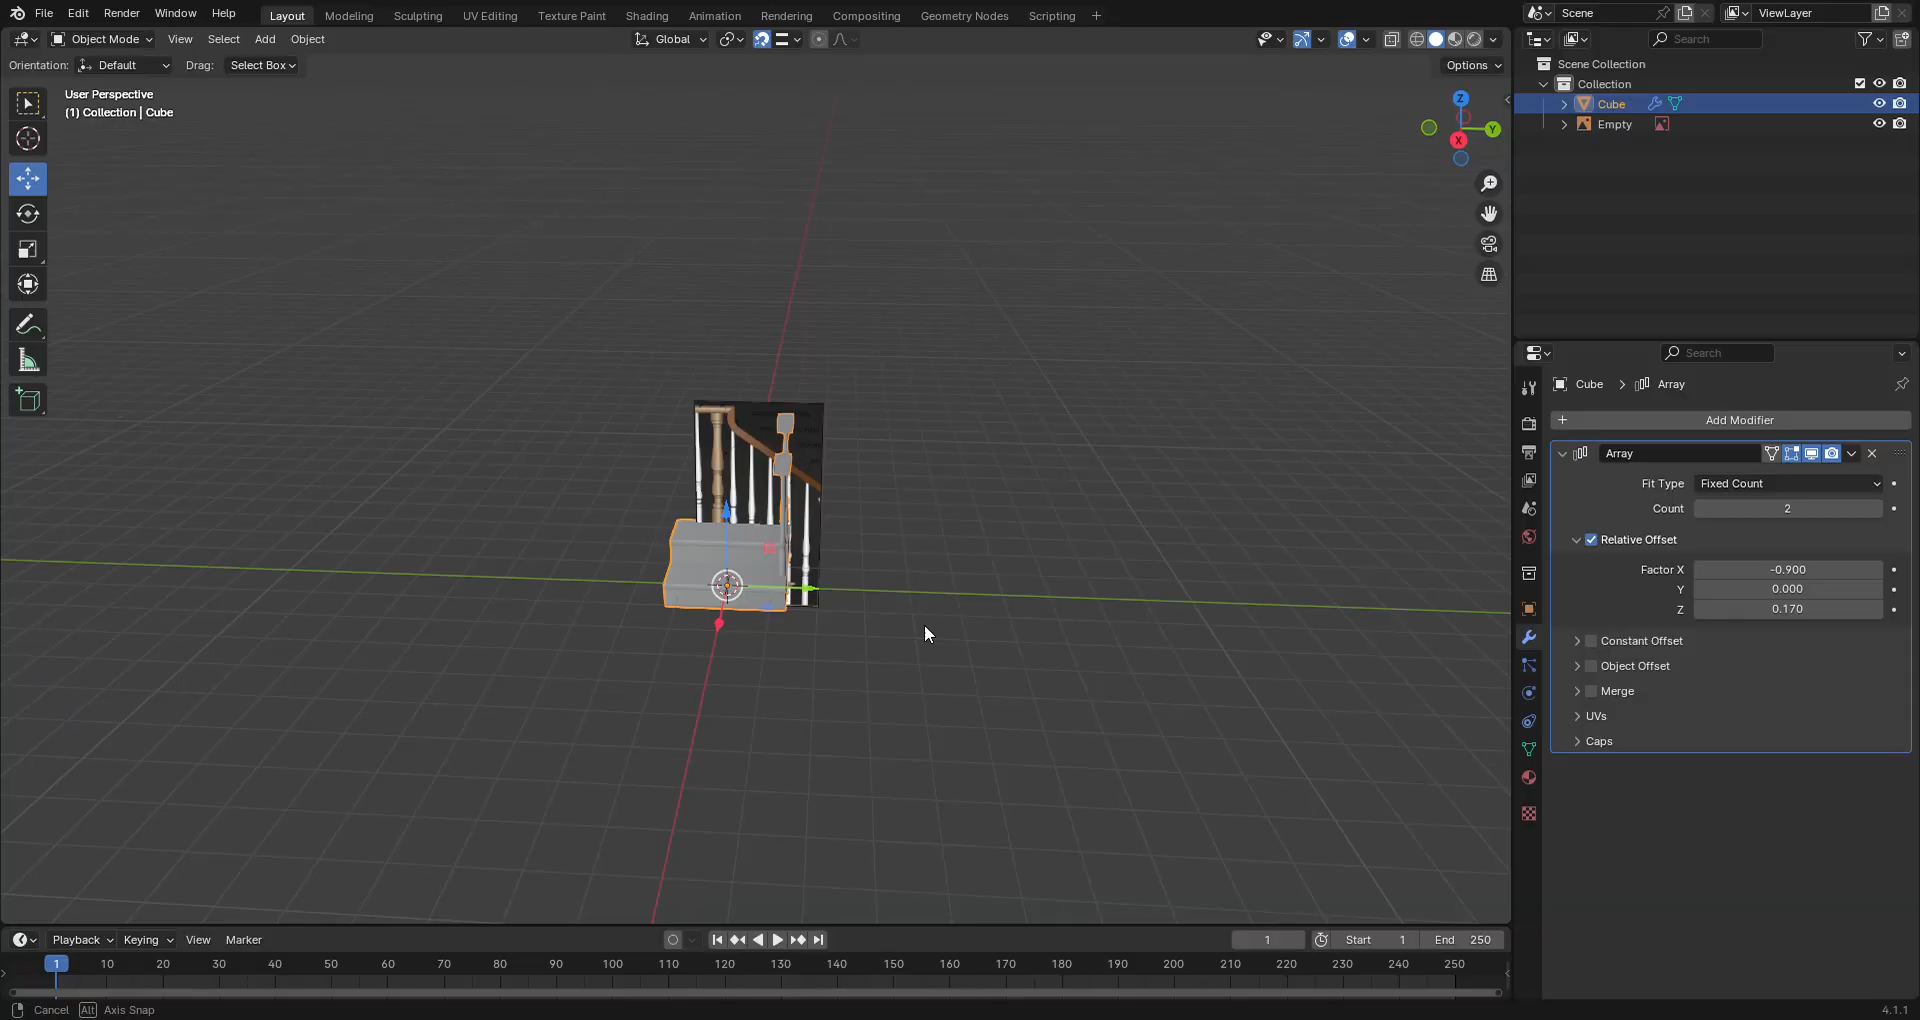 File Edit Render Window Help
Layout Modeling Sculpting UV Editing Texture Paint Shading Animation Rendering Compositing Geometry Nodes Scripting
Scene
ViewLayer
Object Mode View Select Add Object
Global
Search
Orientation: Default Drag: Select Box
Options
User Perspective
(1) Collection | Cube
Z
Y
X
Scene Collection
Collection
Cube
Empty
Search
Cube Array
Add Modifier
Array
Fit Type Fixed Count
Count 2
Relative Offset
Factor X -0.900
Y 0.000
Z 0.170
Constant Offset
Object Offset
Merge
UVs
Caps
Playback Keying View Marker
1
Start 1
End 250
1 10 20 30 40 50 60 70 80 90 100 110 120 130 140 150 160 170 180 190 200 210 220 230 240 250
Cancel Alt Axis Snap
4.1.1